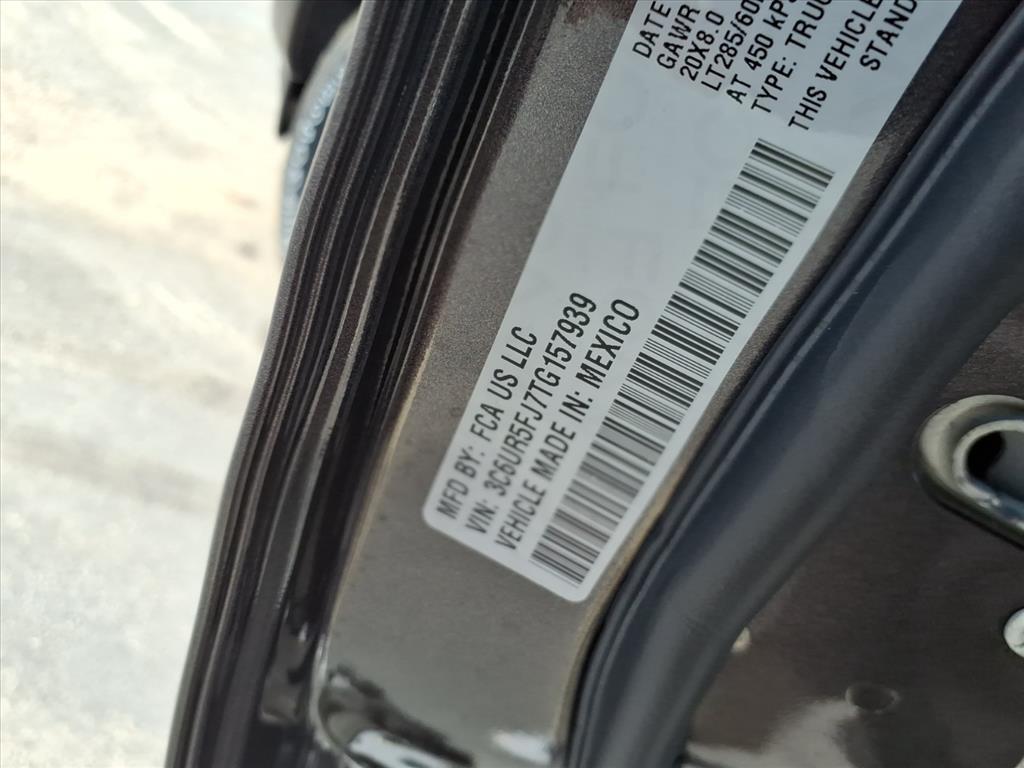 MFD BY: FCA US LLC
VIN: 3C6UR5FJ7TG157939
VEHICLE MADE IN: MEXICO
DATE
GAWR
20X8.0
LT285/60
AT 450 KPA
TYPE: TRUC
THIS VEHICLE
STAND